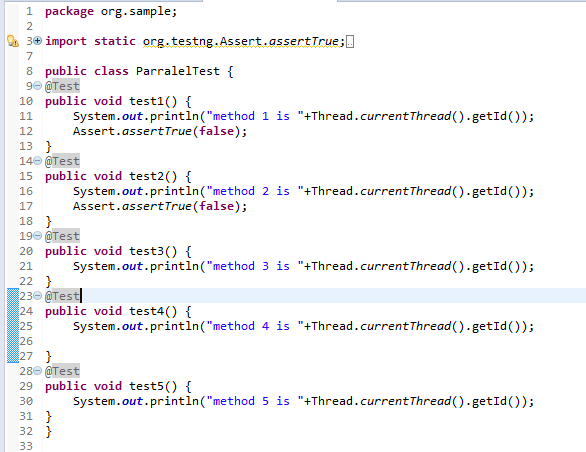 1 package org.sample;
2
3 import static org.testng.Assert.assertTrue;
7
8 public class ParralelTest {
9 @Test
10 public void test1() {
11 System.out.println("method 1 is "+Thread.currentThread().getId());
12 Assert.assertTrue(false);
13 }
14 @Test
15 public void test2() {
16 System.out.println("method 2 is "+Thread.currentThread().getId());
17 Assert.assertTrue(false);
18 }
19 @Test
20 public void test3() {
21 System.out.println("method 3 is "+Thread.currentThread().getId());
22 }
23 @Test
24 public void test4() {
25 System.out.println("method 4 is "+Thread.currentThread().getId());
26
27 }
28 @Test
29 public void test5() {
30 System.out.println("method 5 is "+Thread.currentThread().getId());
31 }
32 }
33